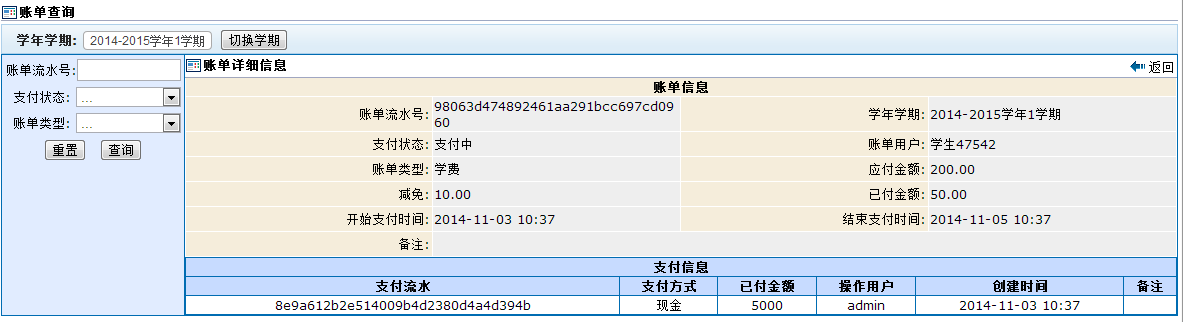 账单查询
学年学期: 2014-2015学年1学期 切换学期
账单流水号:
支付状态: ...
账单类型: ...
重置 查询
账单详细信息 返回
账单信息
账单流水号: 98063d474892461aa291bcc697cd09
60
学年学期: 2014-2015学年1学期
支付状态: 支付中 账单用户: 学生47542
账单类型: 学费 应付金额: 200.00
减免: 10.00 已付金额: 50.00
开始支付时间: 2014-11-03 10:37 结束支付时间: 2014-11-05 10:37
备注:
支付信息
支付流水 支付方式 已付金额 操作用户 创建时间 备注
8e9a612b2e514009b4d2380d4a4d394b 现金 5000 admin 2014-11-03 10:37